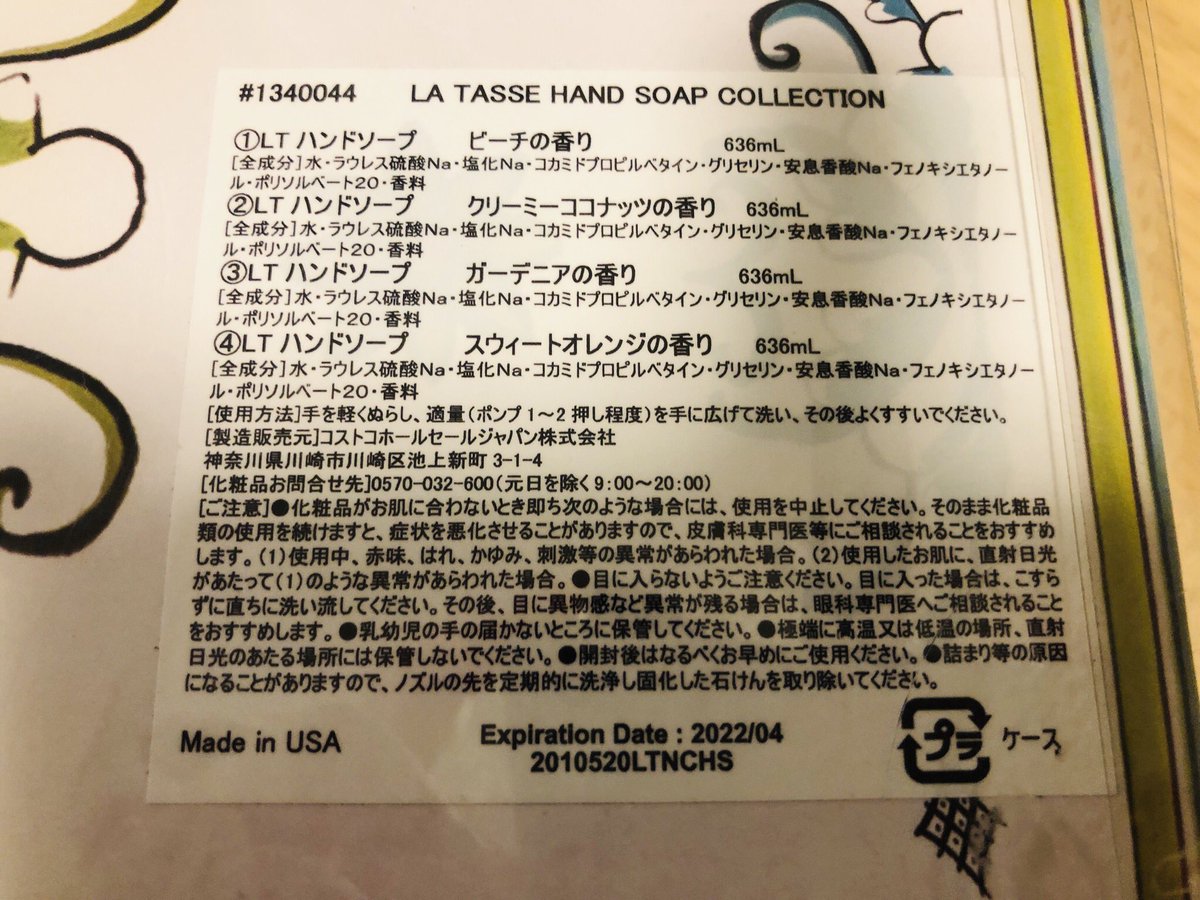 #1340044 LA TASSE HAND SOAP COLLECTION
①LT ハンドソープ ビーチの香り 636mL
[全成分]水・ラウレス硫酸Na・塩化Na・コカミドプロピルベタイン・グリセリン・安息香酸Na・フェノキシエタノー
ル・ポリソルベート20・香料
②LT ハンドソープ クリーミーココナッツの香り 636mL
[全成分]水・ラウレス硫酸Na・塩化Na・コカミドプロピルベタイン・グリセリン・安息香酸Na・フェノキシエタノー
ル・ポリソルベート20・香料
③LT ハンドソープ ガーデニアの香り 636mL
[全成分]水・ラウレス硫酸Na・塩化Na・コカミドプロピルベタイン・グリセリン・安息香酸Na・フェノキシエタノー
ル・ポリソルベート20・香料
④LT ハンドソープ スウィートオレンジの香り 636mL
[全成分]水・ラウレス硫酸Na・塩化Na・コカミドプロピルベタイン・グリセリン・安息香酸Na・フェノキシエタノー
ル・ポリソルベート20・香料
[使用方法]手を軽くぬらし、適量(ポンプ 1～2 押し程度)を手に広げて洗い、その後よくすすいでください。
[製造販売元]コストコホールセールジャパン株式会社
神奈川県川崎市川崎区池上新町 3-1-4
[化粧品お問合せ先]0570-032-600(元日を除く 9:00～20:00)
[ご注意]●化粧品がお肌に合わないとき即ち次のような場合には、使用を中止してください。そのまま化粧品
類の使用を続けますと、症状を悪化させることがありますので、皮膚科専門医等にご相談されることをおすすめ
します。(1)使用中、赤味、はれ、かゆみ、刺激等の異常があらわれた場合。(2)使用したお肌に、直射日光
があたって(1)のような異常があらわれた場合。●目に入らないようご注意ください。目に入った場合は、こすら
ずに直ちに洗い流してください。その後、目に異物感など異常が残る場合は、眼科専門医へご相談されること
をおすすめします。●乳幼児の手の届かないところに保管してください。●極端に高温又は低温の場所、直射
日光のあたる場所には保管しないでください。●開封後はなるべくお早めにご使用ください。●詰まり等の原因
になることがありますので、ノズルの先を定期的に洗浄し固化した石けんを取り除いてください。
Made in USA Expiration Date : 2022/04 プラ ケース
2010520LTNCHS